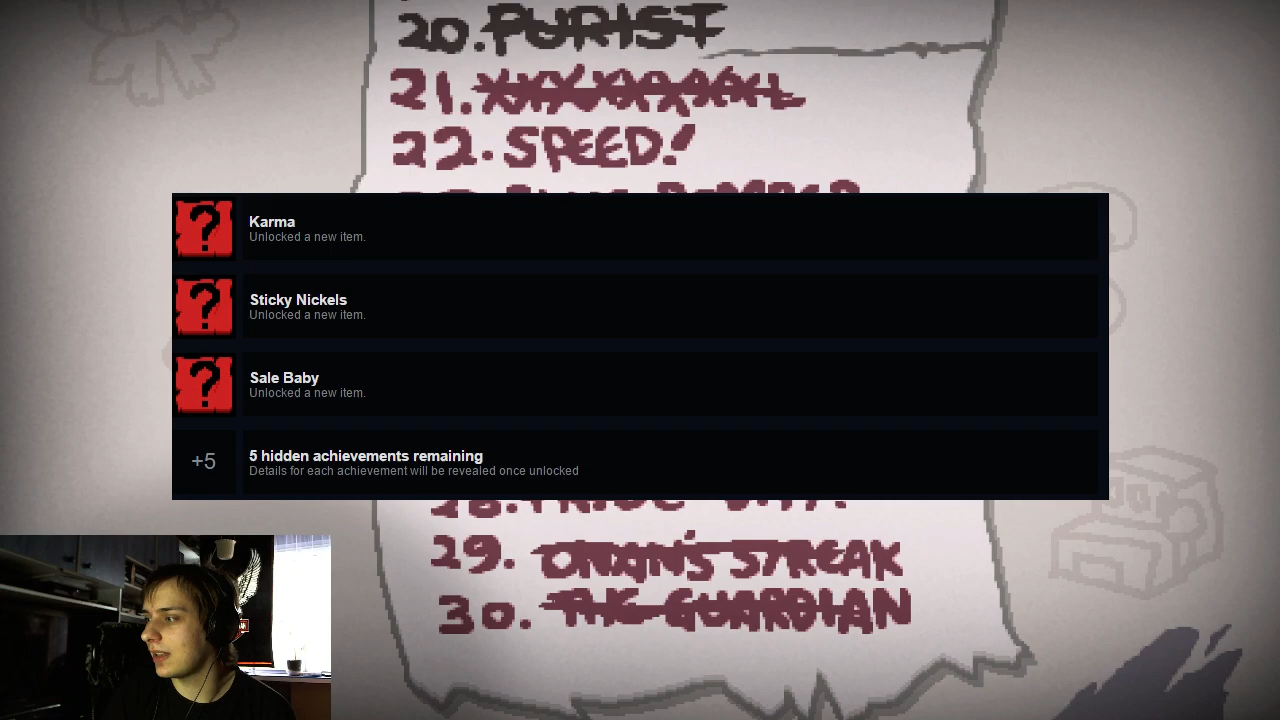 20. PURIST
21.
22. SPEED!
Karma
Unlocked a new item.
Sticky Nickels
Unlocked a new item.
Sale Baby
Unlocked a new item.
+5
5 hidden achievements remaining
Details for each achievement will be revealed once unlocked
29. ONAN'S STREAK
30. THE GUARDIAN